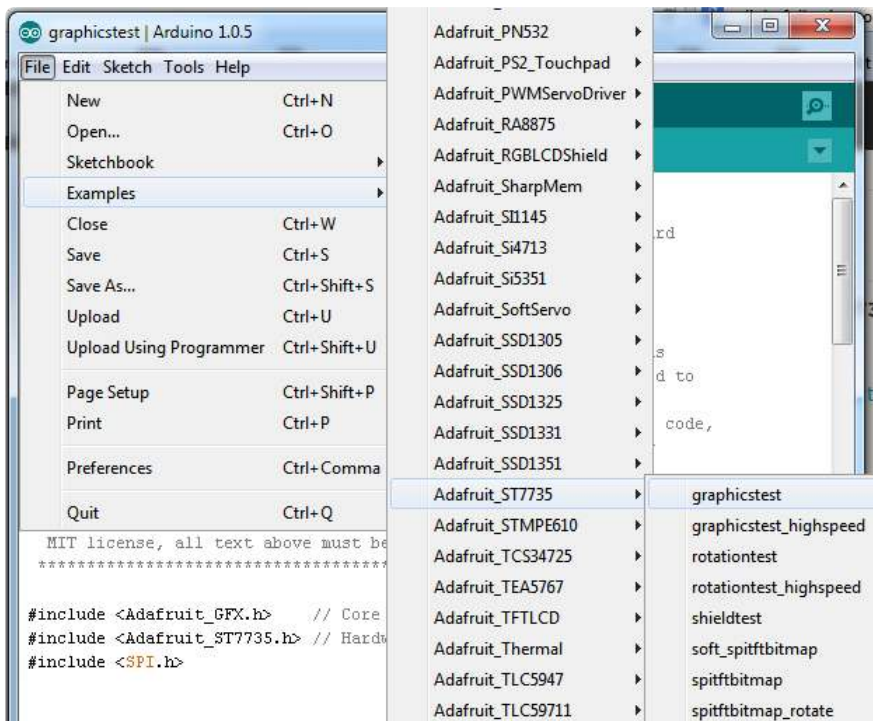 graphicstest | Arduino 1.0.5
File Edit Sketch Tools Help
New Ctrl+N
Open... Ctrl+O
Sketchbook
Examples
Close Ctrl+W
Save Ctrl+S
Save As... Ctrl+Shift+S
Upload Ctrl+U
Upload Using Programmer Ctrl+Shift+U
Page Setup Ctrl+Shift+P
Print Ctrl+P
Preferences Ctrl+Comma
Quit Ctrl+Q
Adafruit_PN532
Adafruit_PS2_Touchpad
Adafruit_PWMServoDriver
Adafruit_RA8875
Adafruit_RGBLCDShield
Adafruit_SharpMem
Adafruit_SI1145
Adafruit_Si4713
Adafruit_Si5351
Adafruit_SoftServo
Adafruit_SSD1305
Adafruit_SSD1306
Adafruit_SSD1325
Adafruit_SSD1331
Adafruit_SSD1351
Adafruit_ST7735
Adafruit_STMPE610
Adafruit_TCS34725
Adafruit_TEA5767
Adafruit_TFTLCD
Adafruit_Thermal
Adafruit_TLC5947
Adafruit_TLC59711
graphicstest
graphicstest_highspeed
rotationtest
rotationtest_highspeed
shieldtest
soft_spitftbitmap
spitftbitmap
spitftbitmap_rotate
rd
s
d to
code,
MIT license, all text above must be
**************************************
#include <Adafruit_GFX.h> // Core
#include <Adafruit_ST7735.h> // Hardw
#include <SPI.h>